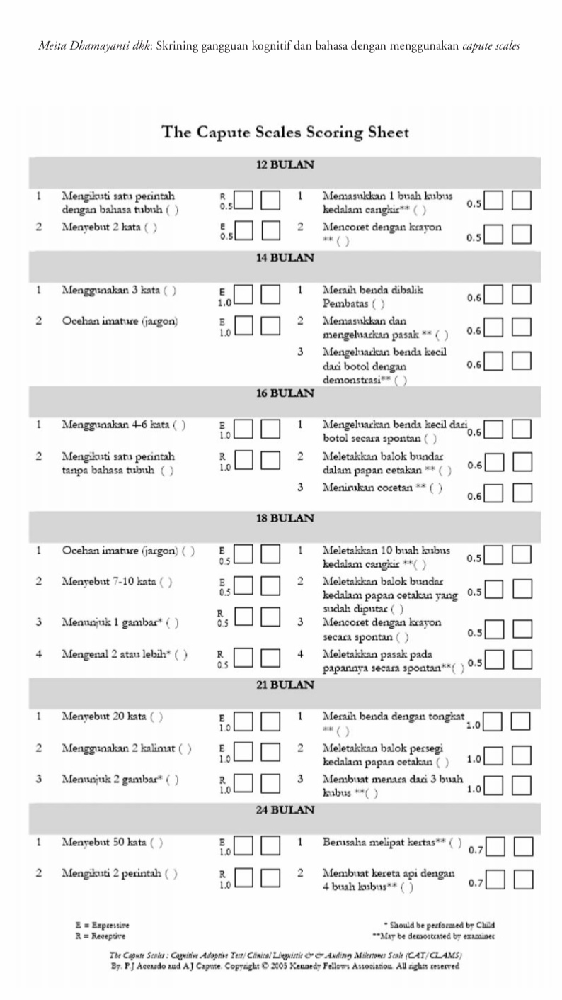 Meita Dhamayanti dkk: Skrining gangguan kognitif dan bahasa dengan menggunakan capute scales
The Capute Scales Scoring Sheet
12 BULAN
1 Mengikuti satu perintah
dengan bahasa tubuh ( )
R
0.5
2 Menyebut 2 kata ( )
E
0.5
1 Memasukkan 1 buah kubus
kedalam cangkir** ( )
0.5
2 Mencoret dengan krayon
** ( )
0.5
14 BULAN
1 Menggunakan 3 kata ( )
E
1.0
2 Ocehan imature (jargon)
E
1.0
1 Meraih benda dibalik
Pembatas ( )
0.6
2 Memasukkan dan
mengeluarkan pasak ** ( )
0.6
3 Mengeluarkan benda kecil
dari botol dengan
demonstrasi** ( )
0.6
16 BULAN
1 Menggunakan 4-6 kata ( )
E
1.0
2 Mengikuti satu perintah
tanpa bahasa tubuh ( )
R
1.0
1 Mengeluarkan benda kecil dari
botol secara spontan ( )
0.6
2 Meletakkan balok bundar
dalam papan cetakan ** ( )
0.6
3 Menirukan coretan ** ( )
0.6
18 BULAN
1 Ocehan imature (jargon) ( )
E
0.5
2 Menyebut 7-10 kata ( )
E
0.5
3 Menunjuk 1 gambar* ( )
R
0.5
4 Mengenal 2 atau lebih* ( )
R
0.5
1 Meletakkan 10 buah kubus
kedalam cangkir **( )
0.5
2 Meletakkan balok bundar
kedalam papan cetakan yang
sudah diputar ( )
0.5
3 Mencoret dengan krayon
secara spontan ( )
0.5
4 Meletakkan pasak pada
papannya secara spontan**( )
0.5
21 BULAN
1 Menyebut 20 kata ( )
E
1.0
2 Menggunakan 2 kalimat ( )
E
1.0
3 Menunjuk 2 gambar* ( )
R
1.0
1 Meraih benda dengan tongkat
** ( )
1.0
2 Meletakkan balok persegi
kedalam papan cetakan ( )
1.0
3 Membuat menara dari 3 buah
kubus **( )
1.0
24 BULAN
1 Menyebut 50 kata ( )
E
1.0
2 Mengikuti 2 perintah ( )
R
1.0
1 Berusaha melipat kertas** ( )
0.7
2 Membuat kereta api dengan
4 buah kubus** ( )
0.7
E = Expressive
R = Receptive
* Should be performed by Child
**May be demostrated by examiner
The Capute Scales : Cognitive Adaptive Test/ Clinical Linguistic & & Auditory Milestones Scale (CAT/CLAMS)
By. P J Accardo and A J Capute. Copyright © 2005 Kennedy Fellows Association. All rights reserved